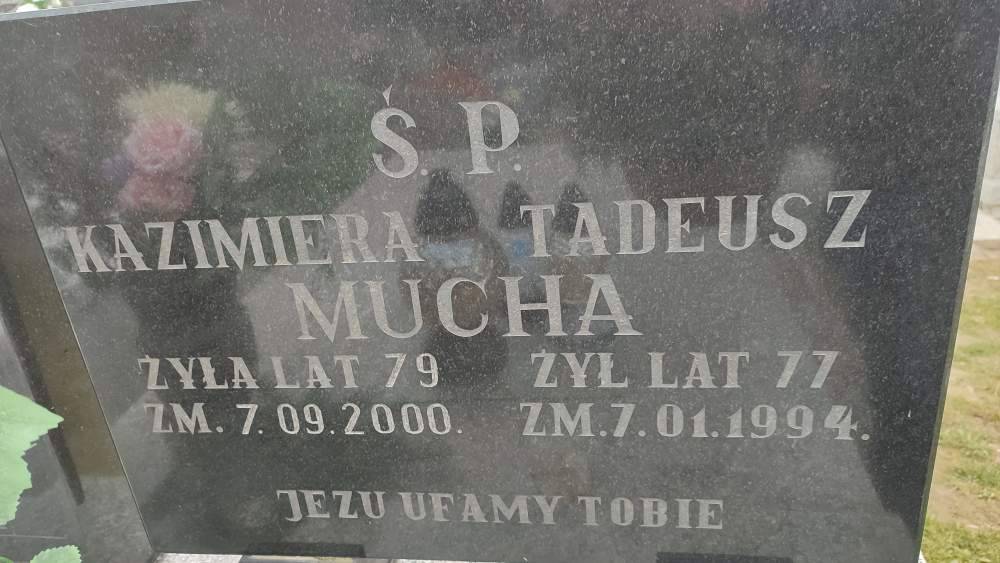 Ś. P.
KAZIMIERA TADEUSZ
MUCHA
ŻYŁA LAT 79 ŻYŁ LAT 77
ZM. 7. 09. 2000. ZM. 7. 01. 1994.
JEZU UFAMY TOBIE